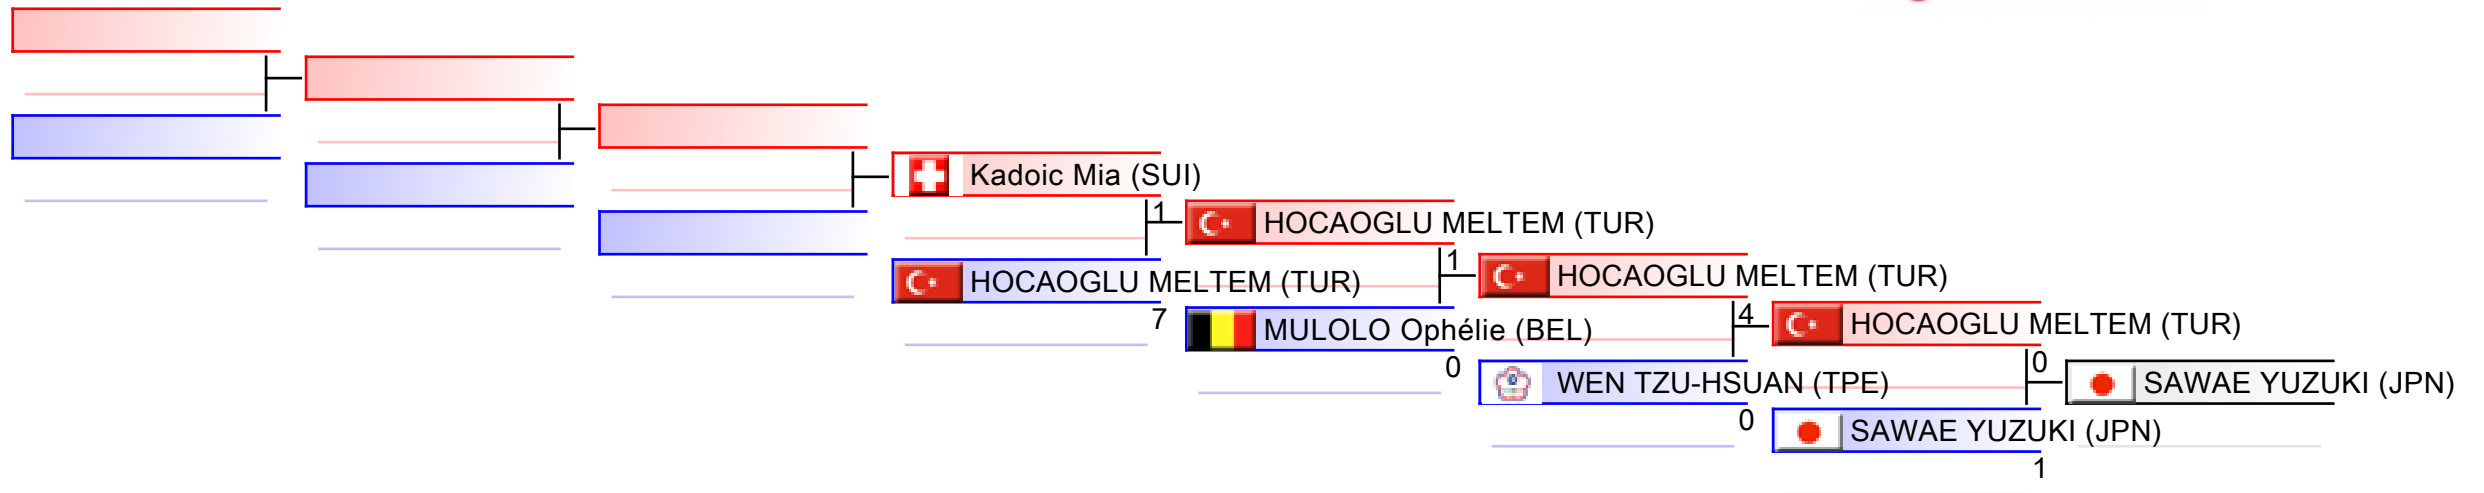 Kadoic Mia (SUI)
1
HOCAOGLU MELTEM (TUR)
HOCAOGLU MELTEM (TUR)
7
1
HOCAOGLU MELTEM (TUR)
MULOLO Ophélie (BEL)
0
4
HOCAOGLU MELTEM (TUR)
WEN TZU-HSUAN (TPE)
0
0
SAWAE YUZUKI (JPN)
SAWAE YUZUKI (JPN)
1